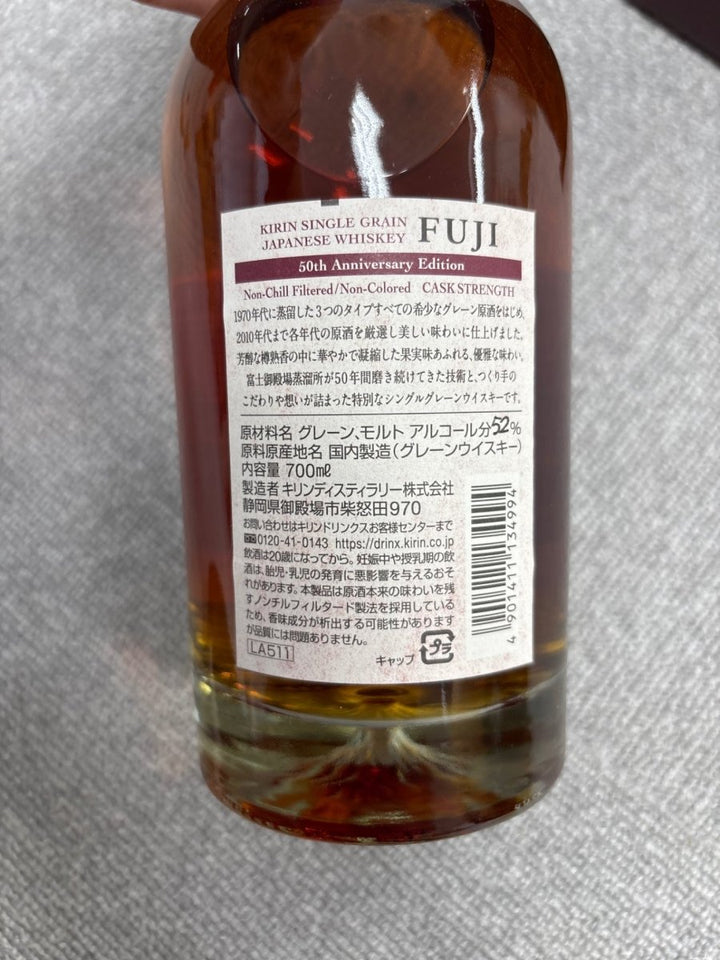 KIRIN SINGLE GRAIN
JAPANESE WHISKEY FUJI
50th Anniversary Edition
Non-Chill Filtered/Non-Colored CASK STRENGTH
1970年代に蒸留した3つのタイプすべての希少なグレーン原酒をはじめ、
2010年代まで各年代の原酒を厳選し美しい味わいに仕上げました。
芳醇な樽熟香の中に華やかで凝縮した果実味あふれる、優雅な味わい。
富士御殿場蒸溜所が50年間磨き続けてきた技術と、つくり手の
こだわりや想いが詰まった特別なシングルグレーンウイスキーです。
原材料名 グレーン、モルト アルコール分52%
原料原産地名 国内製造(グレーンウイスキー)
内容量 700㎖
製造者 キリンディスティラリー株式会社
静岡県御殿場市柴怒田970
お問い合わせはキリンドリンクスお客様センターまで
0120-41-0143 https://drinx.kirin.co.jp
飲酒は20歳になってから。妊娠中や授乳期の飲
酒は、胎児・乳児の発育に悪影響を与えるおそ
れがあります。本製品は原酒本来の味わいを残
すノンチルフィルタード製法を採用している
ため、香味成分が析出する可能性があります
が品質には問題ありません。
LA511
キャップ プラ
4901411134994